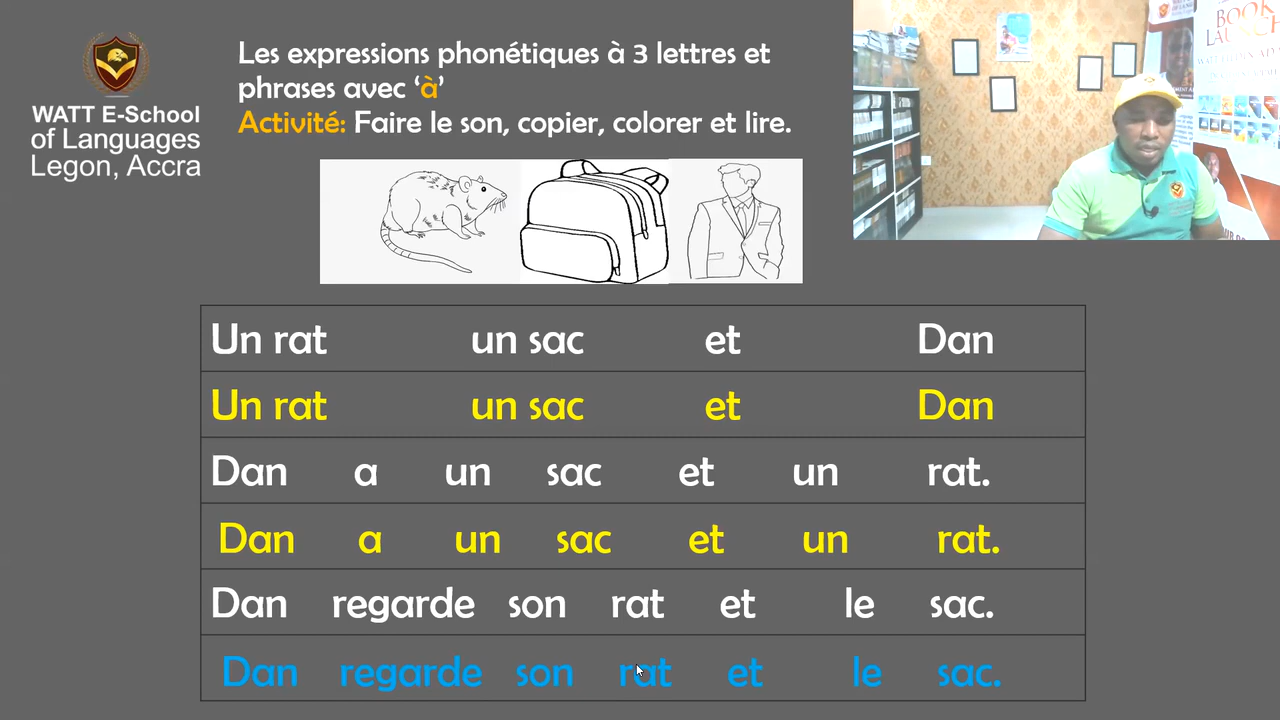 WATT E-School
of Languages
Legon, Accra
Les expressions phonétiques à 3 lettres et
phrases avec ‘à’
Activité: Faire le son, copier, colorer et lire.
BOOK
Un rat un sac et Dan
Un rat un sac et Dan
Dan a un sac et un rat.
Dan a un sac et un rat.
Dan regarde son rat et le sac.
Dan regarde son rat et le sac.